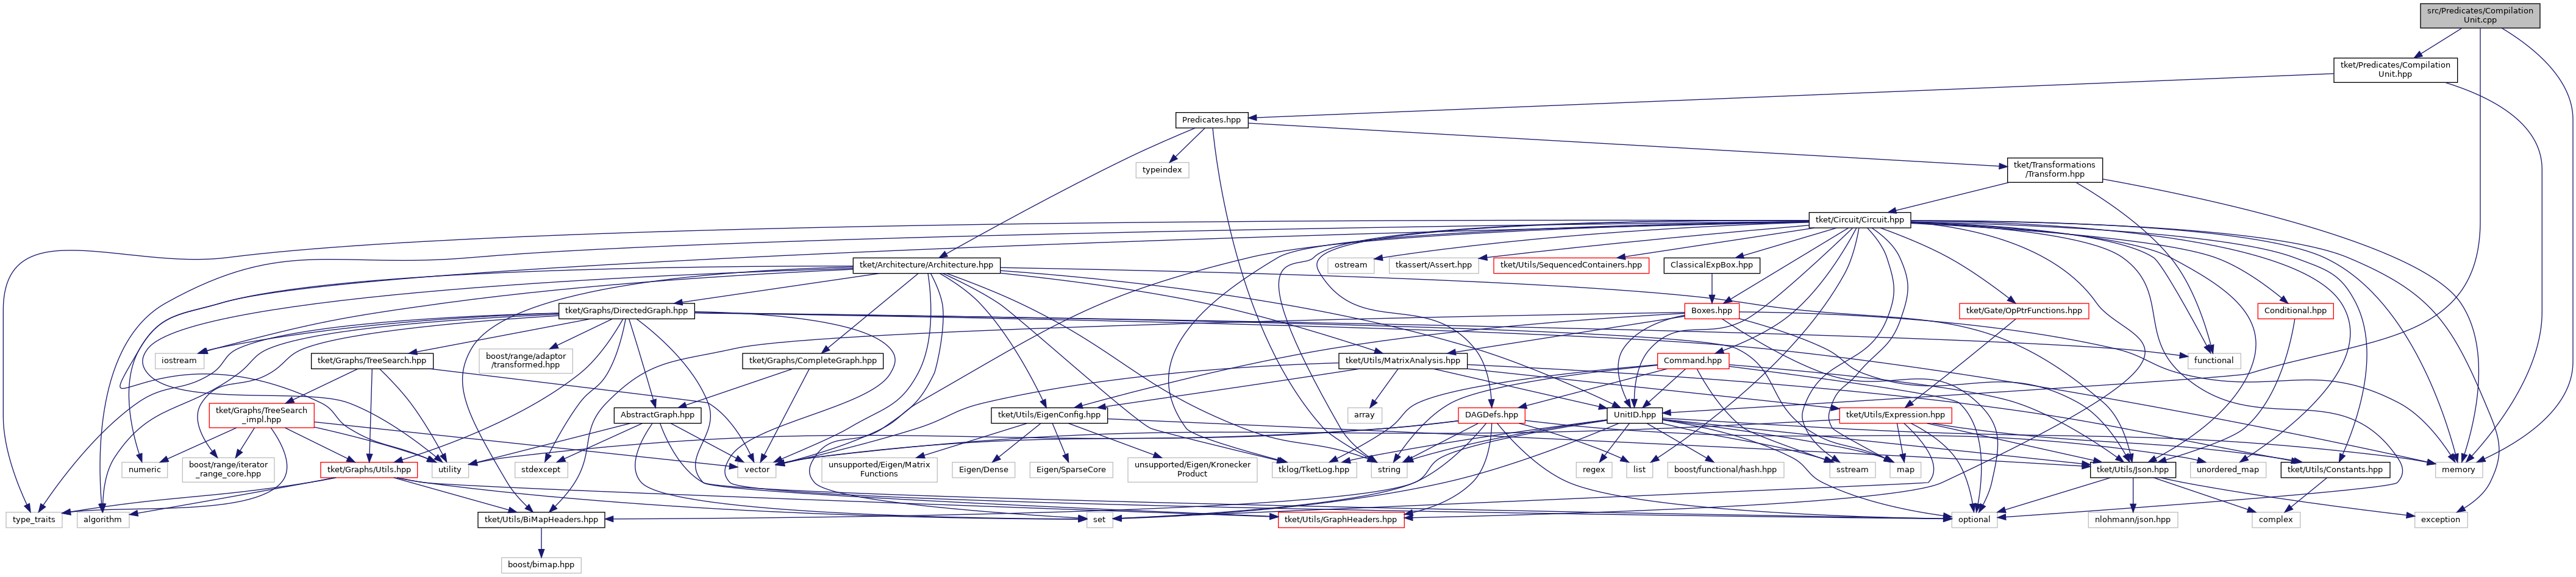 src/Predicates/Compilation
Unit.cpp
tket/Predicates/Compilation
Unit.hpp
Predicates.hpp
typeindex
tket/Transformations
/Transform.hpp
tket/Circuit/Circuit.hpp
tket/Architecture/Architecture.hpp
ostream
tkassert/Assert.hpp
tket/Utils/SequencedContainers.hpp
ClassicalExpBox.hpp
tket/Graphs/DirectedGraph.hpp
Boxes.hpp
tket/Gate/OpPtrFunctions.hpp
Conditional.hpp
iostream
tket/Graphs/TreeSearch.hpp
boost/range/adaptor
/transformed.hpp
tket/Graphs/CompleteGraph.hpp
tket/Utils/MatrixAnalysis.hpp
Command.hpp
functional
tket/Graphs/TreeSearch
_impl.hpp
AbstractGraph.hpp
tket/Utils/EigenConfig.hpp
array
DAGDefs.hpp
UnitID.hpp
tket/Utils/Expression.hpp
numeric
boost/range/iterator
_range_core.hpp
tket/Graphs/Utils.hpp
utility
stdexcept
vector
unsupported/Eigen/Matrix
Functions
Eigen/Dense
Eigen/SparseCore
unsupported/Eigen/Kronecker
Product
tklog/TketLog.hpp
string
regex
list
boost/functional/hash.hpp
sstream
map
tket/Utils/Json.hpp
unordered_map
tket/Utils/Constants.hpp
memory
type_traits
algorithm
tket/Utils/BiMapHeaders.hpp
set
tket/Utils/GraphHeaders.hpp
optional
nlohmann/json.hpp
complex
exception
boost/bimap.hpp